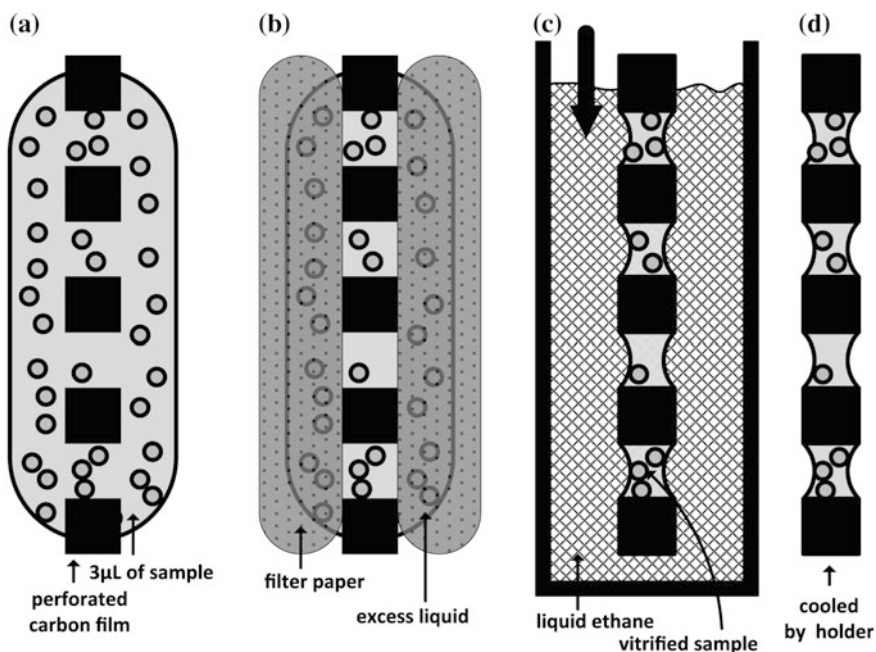 (a)
(b)
(c)
(d)
3μL of sample
perforated
carbon film
filter paper
excess liquid
liquid ethane
vitrified sample
cooled
by holder